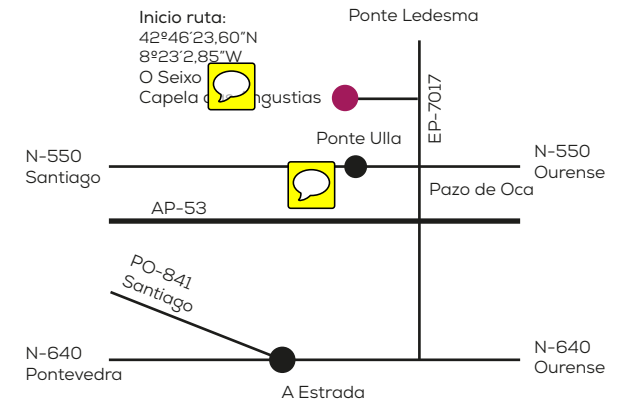 Inicio ruta:
42º46´23,60”N
8º23´2,85”W
O Seixo
Capela
ngustias
Ponte Ledesma
EP-7017
Ponte Ulla
N-550
Santiago
N-550
Ourense
Pazo de Oca
AP-53
PO-841
Santiago
N-640
Pontevedra
N-640
Ourense
A Estrada